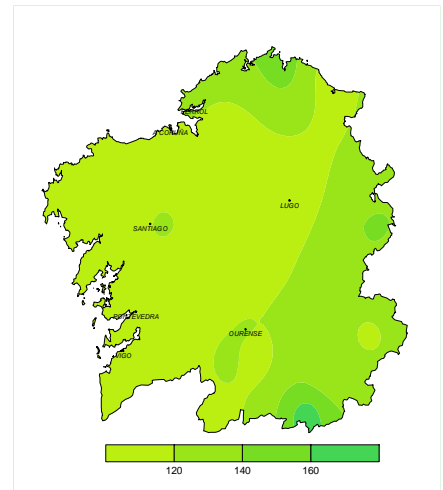 FERROL
A CORUÑA
LUGO
SANTIAGO
PONTEVEDRA
OURENSE
VIGO
120 140 160